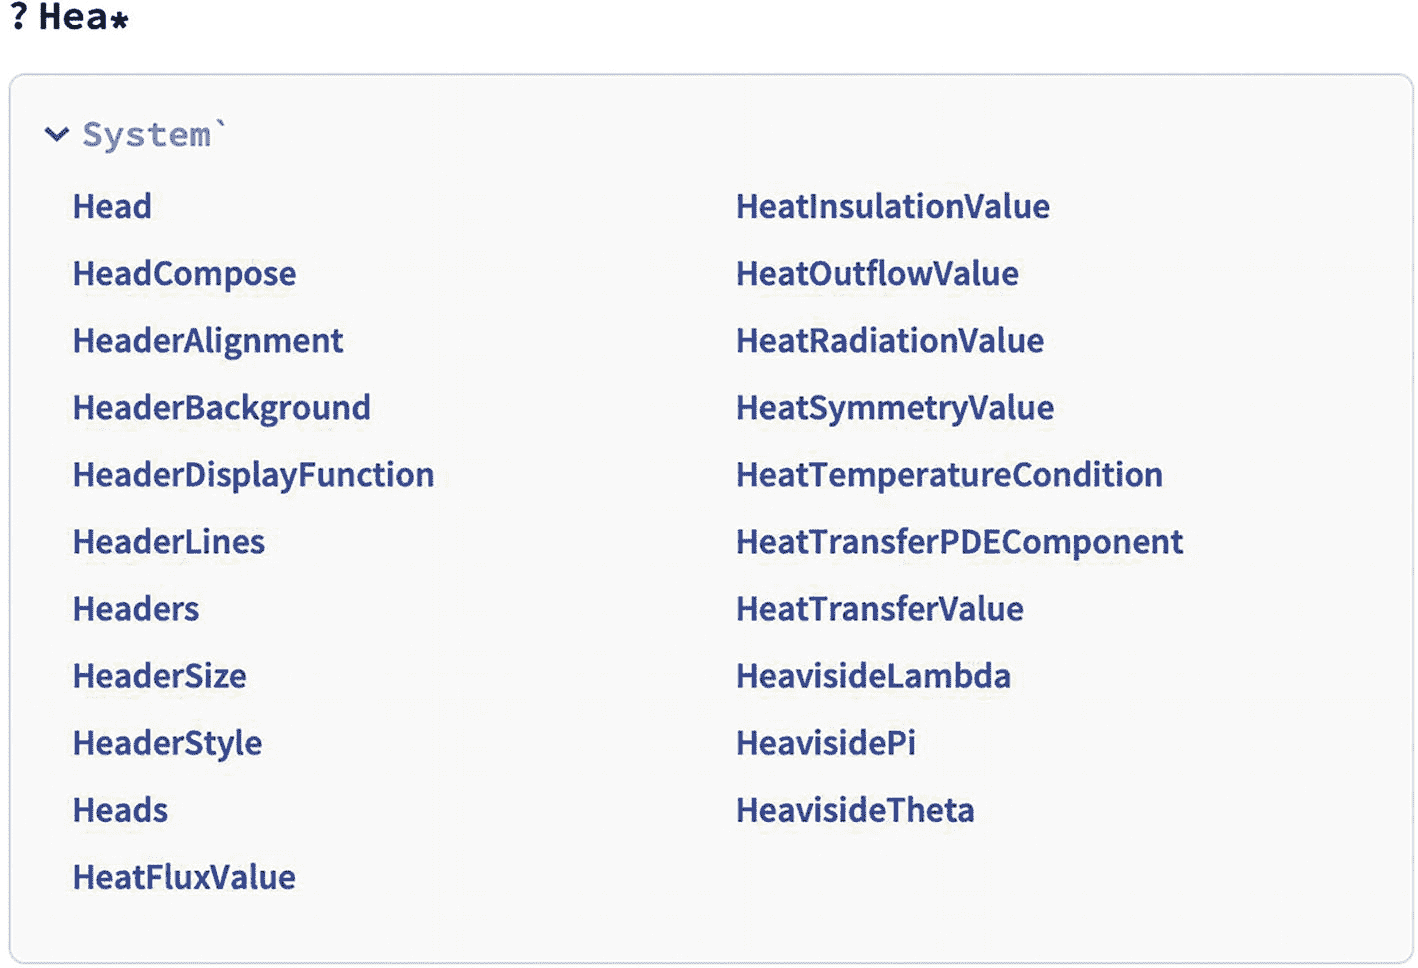 ? Hea*
System`
Head
HeadCompose
HeaderAlignment
HeaderBackground
HeaderDisplayFunction
HeaderLines
Headers
HeaderSize
HeaderStyle
Heads
HeatFluxValue
HeatInsulationValue
HeatOutflowValue
HeatRadiationValue
HeatSymmetryValue
HeatTemperatureCondition
HeatTransferPDEComponent
HeatTransferValue
HeavisideLambda
HeavisidePi
HeavisideTheta